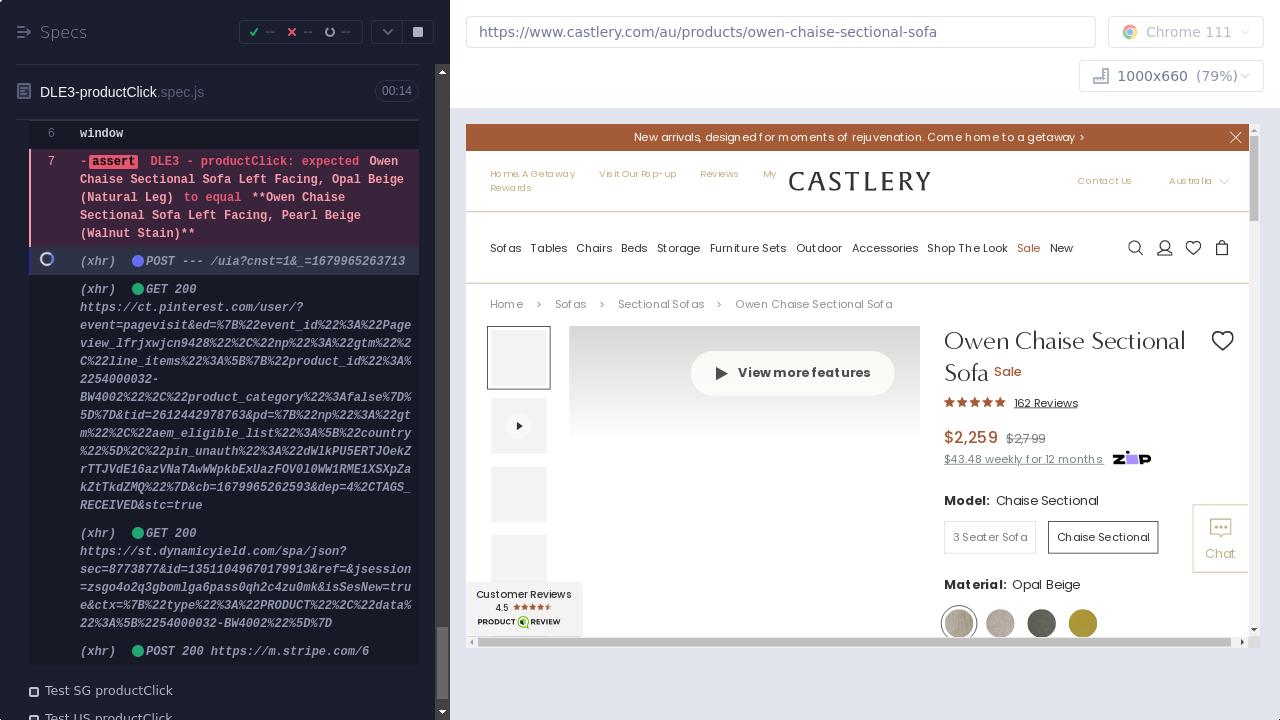 Specs
--
--
--
DLE3-productClick.spec.js
00:14
6 window
7 -assert DLE3 - productClick: expected Owen
Chaise Sectional Sofa Left Facing, Opal Beige
(Natural Leg) to equal **Owen Chaise
Sectional Sofa Left Facing, Pearl Beige
(Walnut Stain)**
(xhr) POST --- /uia?cnst=1&_=1679965263713
(xhr) GET 200
https://ct.pinterest.com/user/?
event=pagevisit&ed=%7B%22event_id%22%3A%22Page
view_lfrjxwjcn9428%22%2C%22np%22%3A%22gtm%22%2
C%22line_items%22%3A%5B%7B%22product_id%22%3A%
2254000032-
BW4002%22%2C%22product_category%22%3Afalse%7D%
5D%7D&tid=2612442978763&pd=%7B%22np%22%3A%22gt
m%22%2C%22aem_eligible_list%22%3A%5B%22country
%22%5D%2C%22pin_unauth%22%3A%22dWlkPU5ERTJOekZ
rTTJVdE16azVNaTAwWWpkbExUazFOV0l0WW1RME1XSXpZa
kZtTkdZMQ%22%7D&cb=1679965262593&dep=4%2CTAGS_
RECEIVED&stc=true
(xhr) GET 200
https://st.dynamicyield.com/spa/json?
sec=8773877&id=13511049670179913&ref=&jsession
=zsgo4o2q3gbomlga6pass0qh2c4zu0mk&isSesNew=tru
e&ctx=%7B%22type%22%3A%22PRODUCT%22%2C%22data%
22%3A%5B%2254000032-BW4002%22%5D%7D
(xhr) POST 200 https://m.stripe.com/6
Test SG productClick
Test US productClick
https://www.castlery.com/au/products/owen-chaise-sectional-sofa
Chrome 111
1000x660 (79%)
New arrivals, designed for moments of rejuvenation. Come home to a getaway >
Home, A Getaway
Visit Our Pop-up
Reviews
My
Rewards
CASTLERY
Contact Us
Australia
Sofas Tables Chairs Beds Storage Furniture Sets Outdoor Accessories Shop The Look Sale New
Home > Sofas > Sectional Sofas > Owen Chaise Sectional Sofa
View more features
Owen Chaise Sectional
Sofa Sale
162 Reviews
$2,259 $2,799
$43.48 weekly for 12 months zip
Model: Chaise Sectional
3 Seater Sofa
Chaise Sectional
Chat
Material: Opal Beige
Customer Reviews
4.5
PRODUCT REVIEW